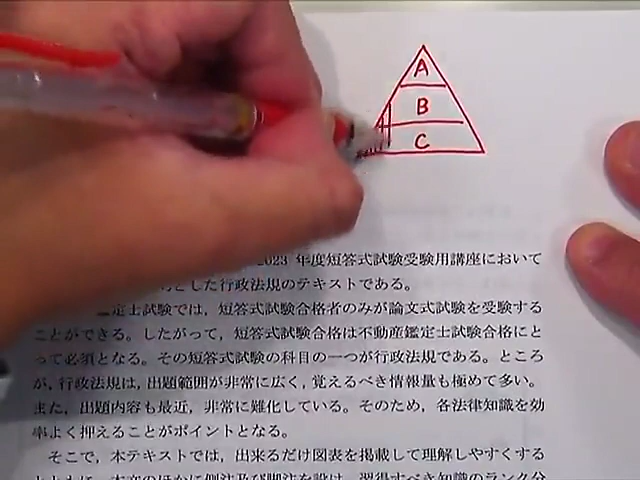 A
B
C
2023 年度短答式試験受験用講座において
とした行政法規のテキストである。
定士試験では，短答式試験合格者のみが論文式試験を受験する
ことができる。したがって，短答式試験合格は不動産鑑定士試験合格にと
って必須となる。その短答式試験の科目の一つが行政法規である。ところ
が，行政法規は，出題範囲が非常に広く，覚えるべき情報量も極めて多い。
また，出題内容も最近，非常に難化している。そのため，各法律知識を効
率よく押えることがポイントとなる。
そこで，本テキストでは，出来るだけ図表を掲載して理解しやすくする